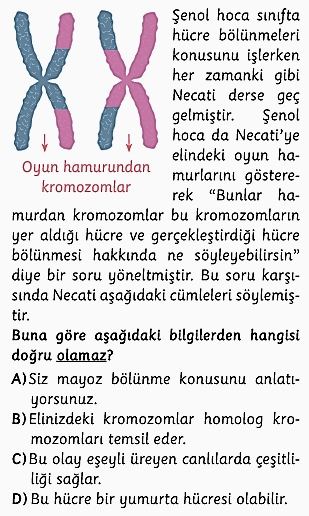 Şenol hoca sınıfta
hücre bölünmeleri
konusunu işlerken
her zamanki gibi
Necati derse geç
gelmiştir. Şenol
hoca da Necati'ye
elindeki oyun ha-
murlarını göstere-
rek "Bunlar ha-
Oyun hamurundan
kromozomlar
murdan kromozomlar bu kromozomların
yer aldığı hücre ve gerçekleştirdiği hücre
bölünmesi hakkında ne söyleyebilirsin"
diye bir soru yöneltmiştir. Bu soru karşı-
sında Necati aşağıdaki cümleleri söylemiş-
tir.
Buna göre aşağıdaki bilgilerden hangisi
doğru olamaz?
A) Siz mayoz bölünme konusunu anlatı-
yorsunuz.
B) Elinizdeki kromozomlar homolog kro-
mozomları temsil eder.
C) Bu olay eşeyli üreyen canlılarda çeşitli-
liği sağlar.
D) Bu hücre bir yumurta hücresi olabilir.